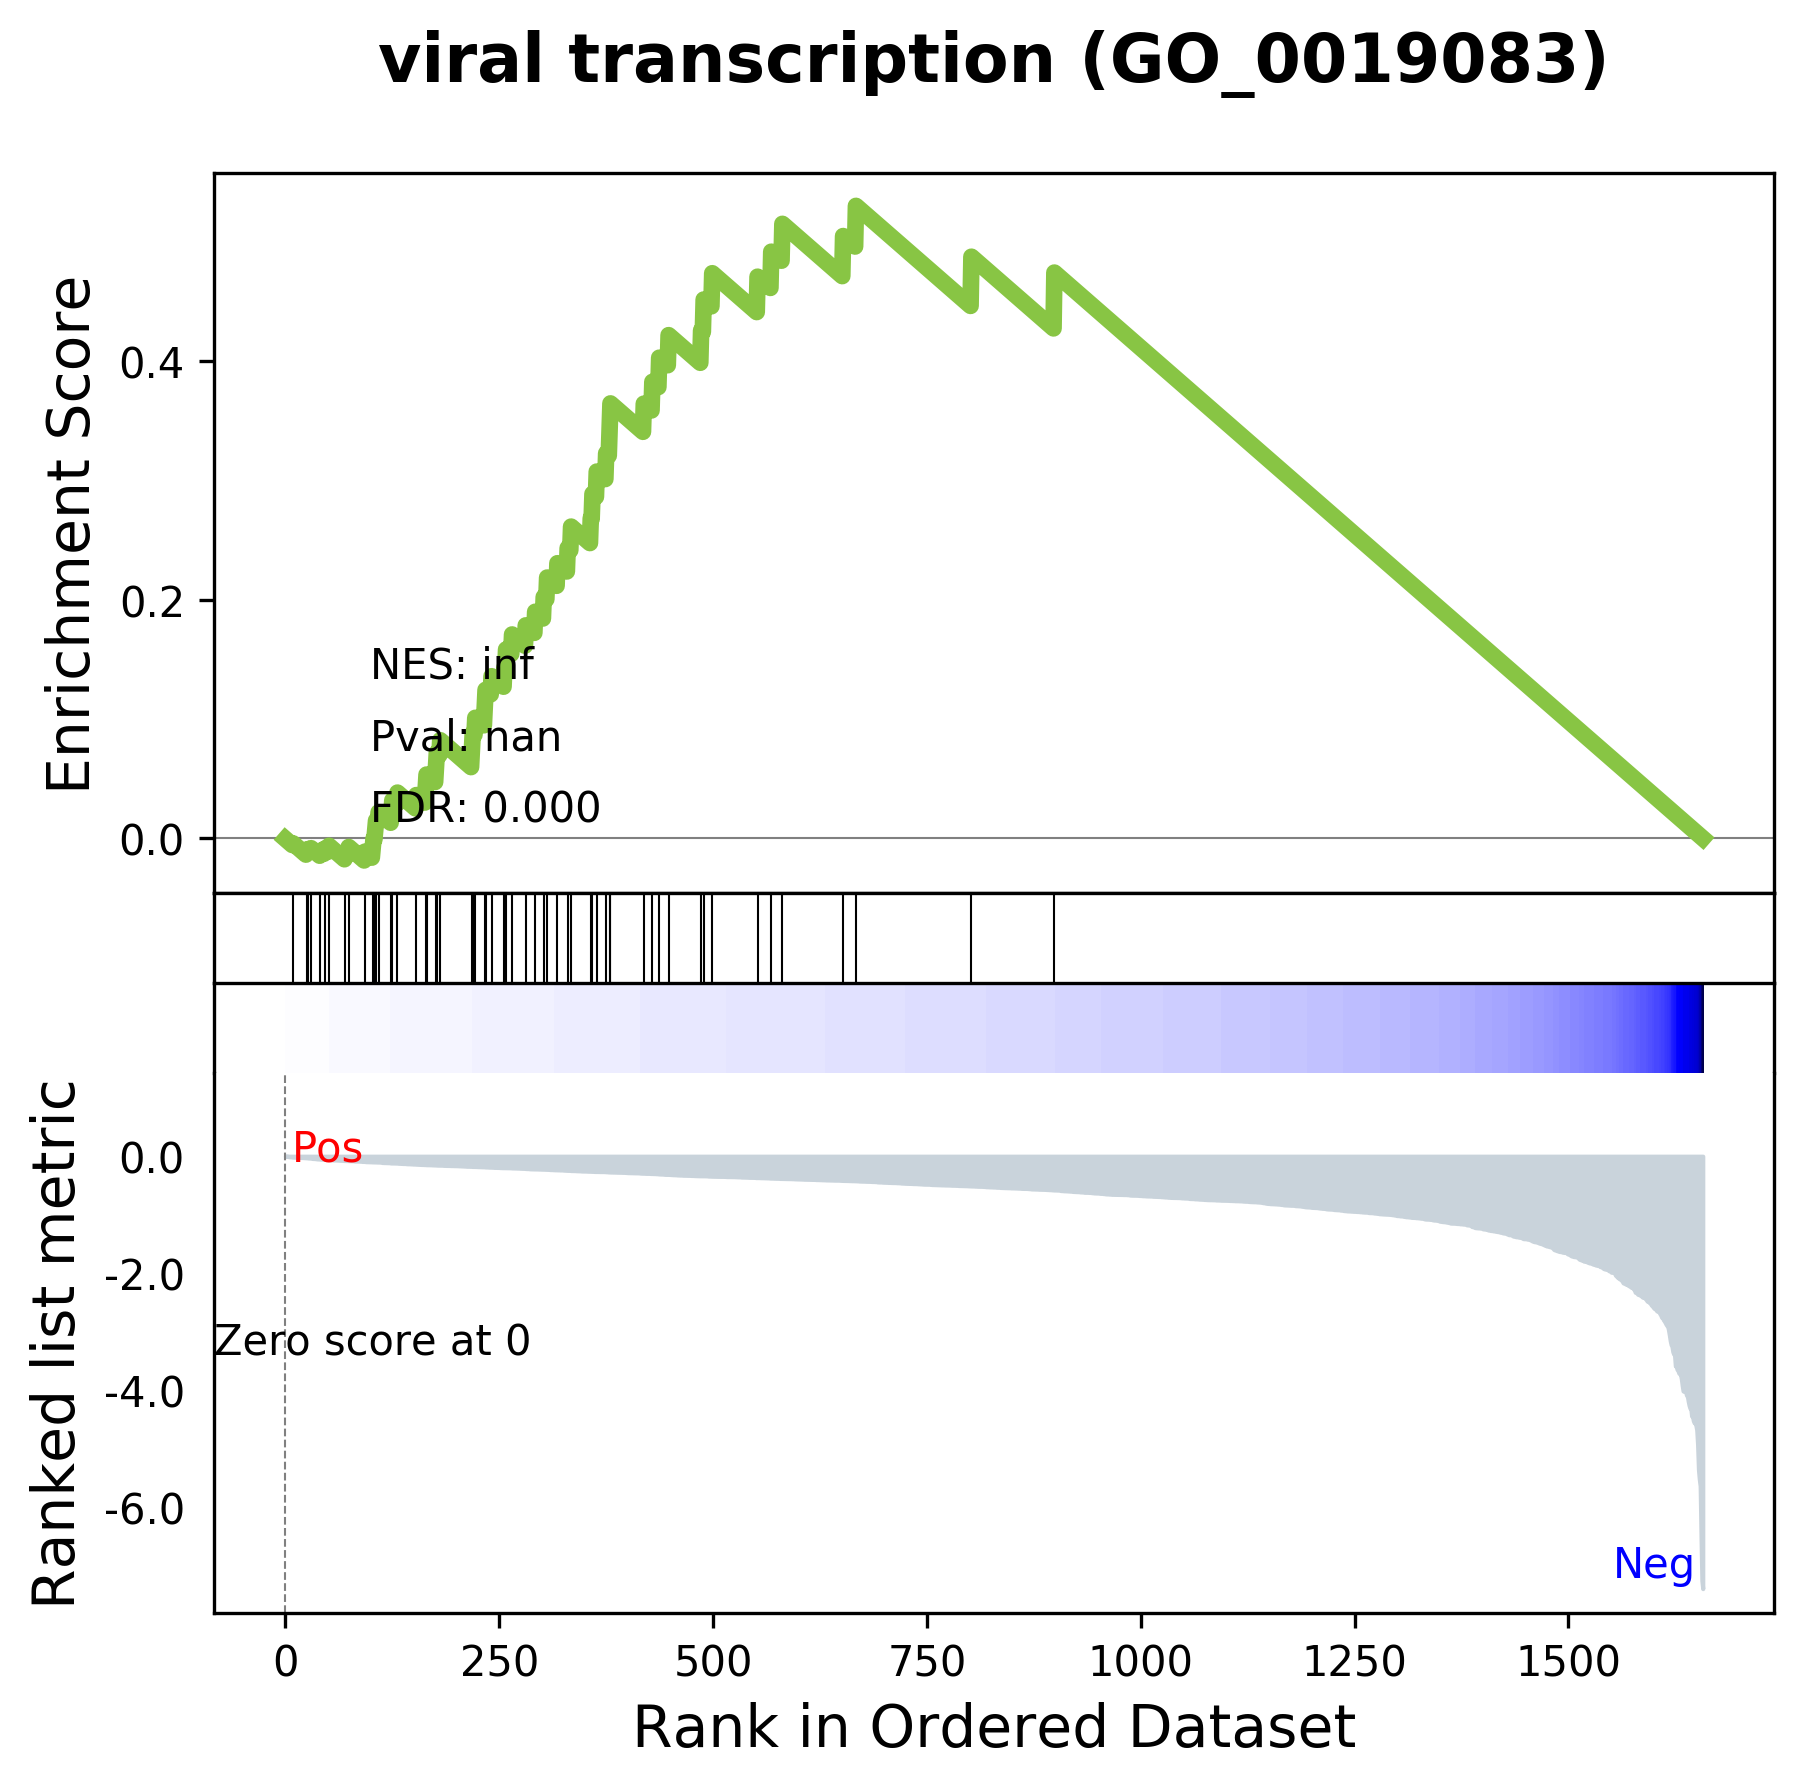 viral transcription (GO_0019083)
Enrichment Score
0.4
0.2
0.0
NES: inf
Pval: nan
FDR: 0.000
Ranked list metric
0.0
-2.0
-4.0
-6.0
Pos
Zero score at 0
Neg
0 250 500 750 1000 1250 1500
Rank in Ordered Dataset